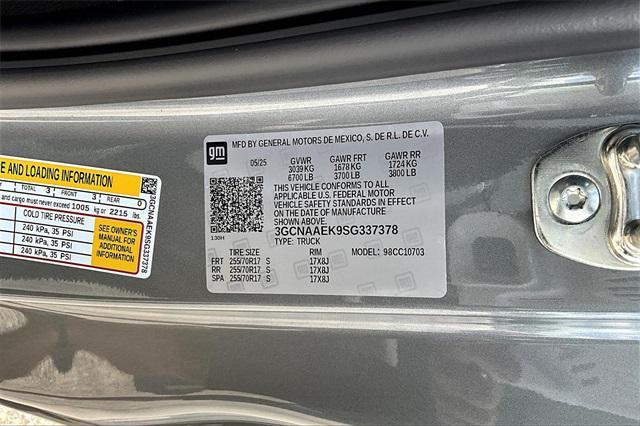 E AND LOADING INFORMATION
TOTAL 3 FRONT 3 REAR 0
and cargo must never exceed 1005 kg or 2215 lbs.
COLD TIRE PRESSURE
240 kPa, 35 PSI
240 kPa, 35 PSI
240 kPa, 35 PSI
SEE OWNER'S
MANUAL FOR
ADDITIONAL
INFORMATION
3GCNAAEK9SG337378
gm
MFD BY GENERAL MOTORS DE MEXICO, S. DE R.L. DE C.V.
05/25 GVWR GAWR FRT GAWR RR
3039 KG 1678 KG 1724 KG
6700 LB 3700 LB 3800 LB
THIS VEHICLE CONFORMS TO ALL
APPLICABLE U.S. FEDERAL MOTOR
VEHICLE SAFETY STANDARDS IN EFFECT
ON THE DATE OF MANUFACTURE
SHOWN ABOVE.
130H
3GCNAAEK9SG337378
TYPE: TRUCK
TIRE SIZE RIM MODEL: 98CC10703
FRT 255/70R17 S 17X8J
RR 255/70R17 S 17X8J
SPA 255/70R17 S 17X8J